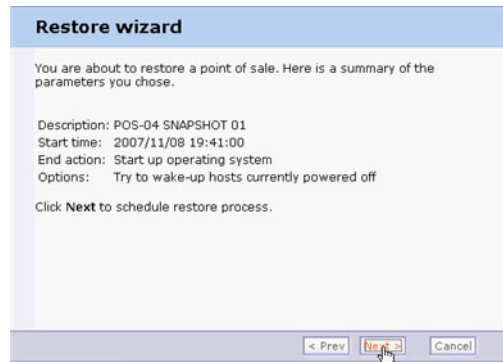 Restore wizard
You are about to restore a point of sale. Here is a summary of the
parameters you chose.
Description: POS-04 SNAPSHOT 01
Start time: 2007/11/08 19:41:00
End action: Start up operating system
Options: Try to wake-up hosts currently powered off
Click Next to schedule restore process.
< Prev Next > Cancel